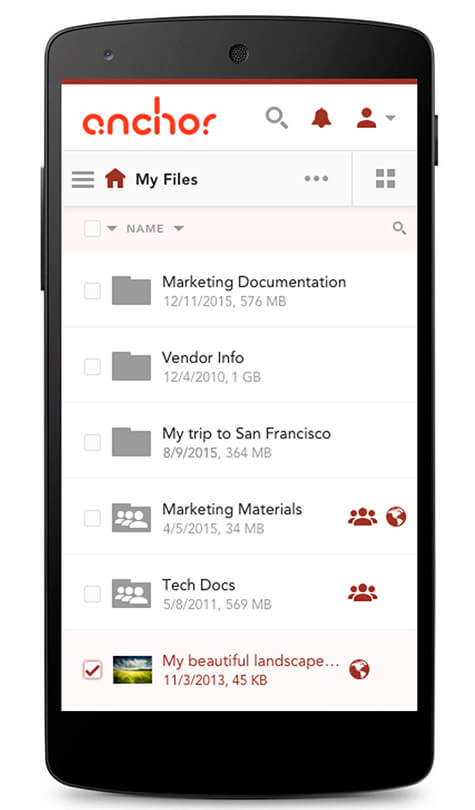 anchor
My Files
NAME
Marketing Documentation
12/11/2015, 576 MB
Vendor Info
12/4/2010, 1 GB
My trip to San Francisco
8/9/2015, 364 MB
Marketing Materials
4/5/2015, 34 MB
Tech Docs
5/8/2011, 569 MB
My beautiful landscape...
11/3/2013, 45 KB